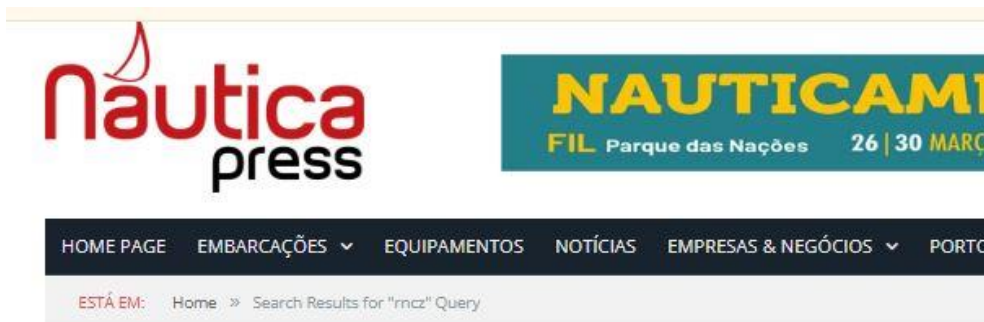 Náutica
press
NAUTICAM
FIL Parque das Nações 26 | 30 MARÇ
HOME PAGE EMBARCAÇÕES EQUIPAMENTOS NOTÍCIAS EMPRESAS & NEGÓCIOS PORTO
ESTÁ EM: Home » Search Results for "rncz" Query